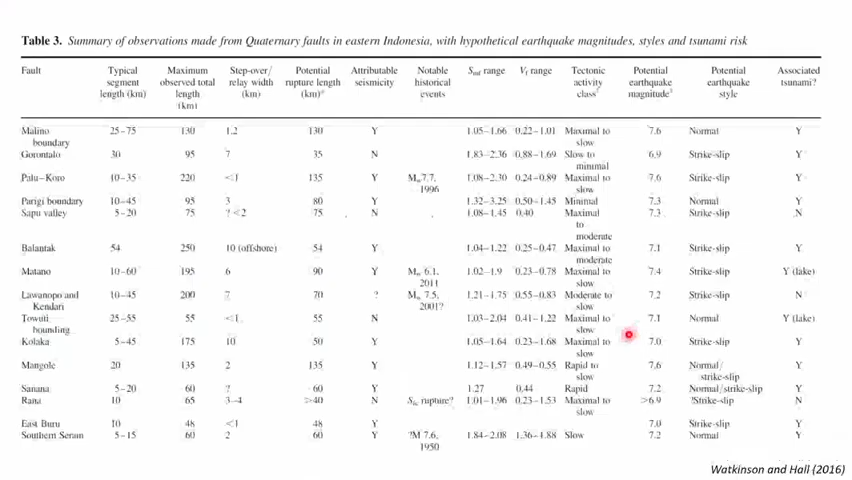 Table 3. Summary of observations made from Quaternary faults in eastern Indonesia, with hypothetical earthquake magnitudes, styles and tsunami risk
Fault Typical segment length (km) Maximum observed total length (km) Step-over/ relay width (km) Potential rupture length (km) Attributable seismicity Notable historical events Smf range Vf range Tectonic activity class Potential earthquake magnitude Potential earthquake style Associated tsunami?
Malino boundary 25–75 130 1.2 130 Y 1.05–1.66 0.22–1.01 Maximal to slow 7.6 Normal Y
Gorontalo 30 95 7 35 N 1.83–2.36 0.88–1.69 Slow to minimal 6.9 Strike-slip Y
Palu–Koro 10–35 220 <1 135 Y Mw7.7, 1996 1.08–2.30 0.24–0.89 Maximal to slow 7.6 Strike-slip Y
Parigi boundary 10–45 95 3 80 Y 1.32–3.25 0.50–1.45 Minimal 7.3 Normal Y
Sapu valley 5–20 75 ? <2 75 N 1.08–1.45 0.40 Maximal to moderate 7.3 Strike-slip N
Balantak 54 250 10 (offshore) 54 Y 1.04–1.22 0.25–0.47 Maximal to moderate 7.1 Strike-slip Y
Matano 10–60 195 6 90 Y Mw 6.1, 2011 1.02–1.9 0.23–0.78 Maximal to slow 7.4 Strike-slip Y (lake)
Lawanopo and Kendari 10–45 200 7 70 ? Mw 7.5, 2001? 1.21–1.75 0.55–0.83 Moderate to slow 7.2 Strike-slip N
Towuti bounding 25–55 55 <1 55 N 1.03–2.04 0.41–1.22 Maximal to slow 7.1 Normal Y (lake)
Kolaka 5–45 175 10 50 Y 1.05–1.64 0.23–1.68 Maximal to slow 7.0 Strike-slip Y
Mangole 20 135 2 135 Y 1.12–1.57 0.49–0.55 Rapid to slow 7.6 Normal/ strike-slip Y
Sanana 5–20 60 ? 60 Y 1.27 0.44 Rapid 7.2 Normal/strike-slip Y
Rana 10 65 3–4 >40 N rupture? 1.01–1.96 0.23–1.53 Maximal to slow >6.9 ?Strike-slip N
East Buru 10 48 <1 48 Y 7.0 Strike-slip Y
Southern Seram 5–15 60 2 60 Y ?M 7.6, 1950 1.84–2.08 1.36–1.88 Slow 7.2 Normal Y
Watkinson and Hall (2016)